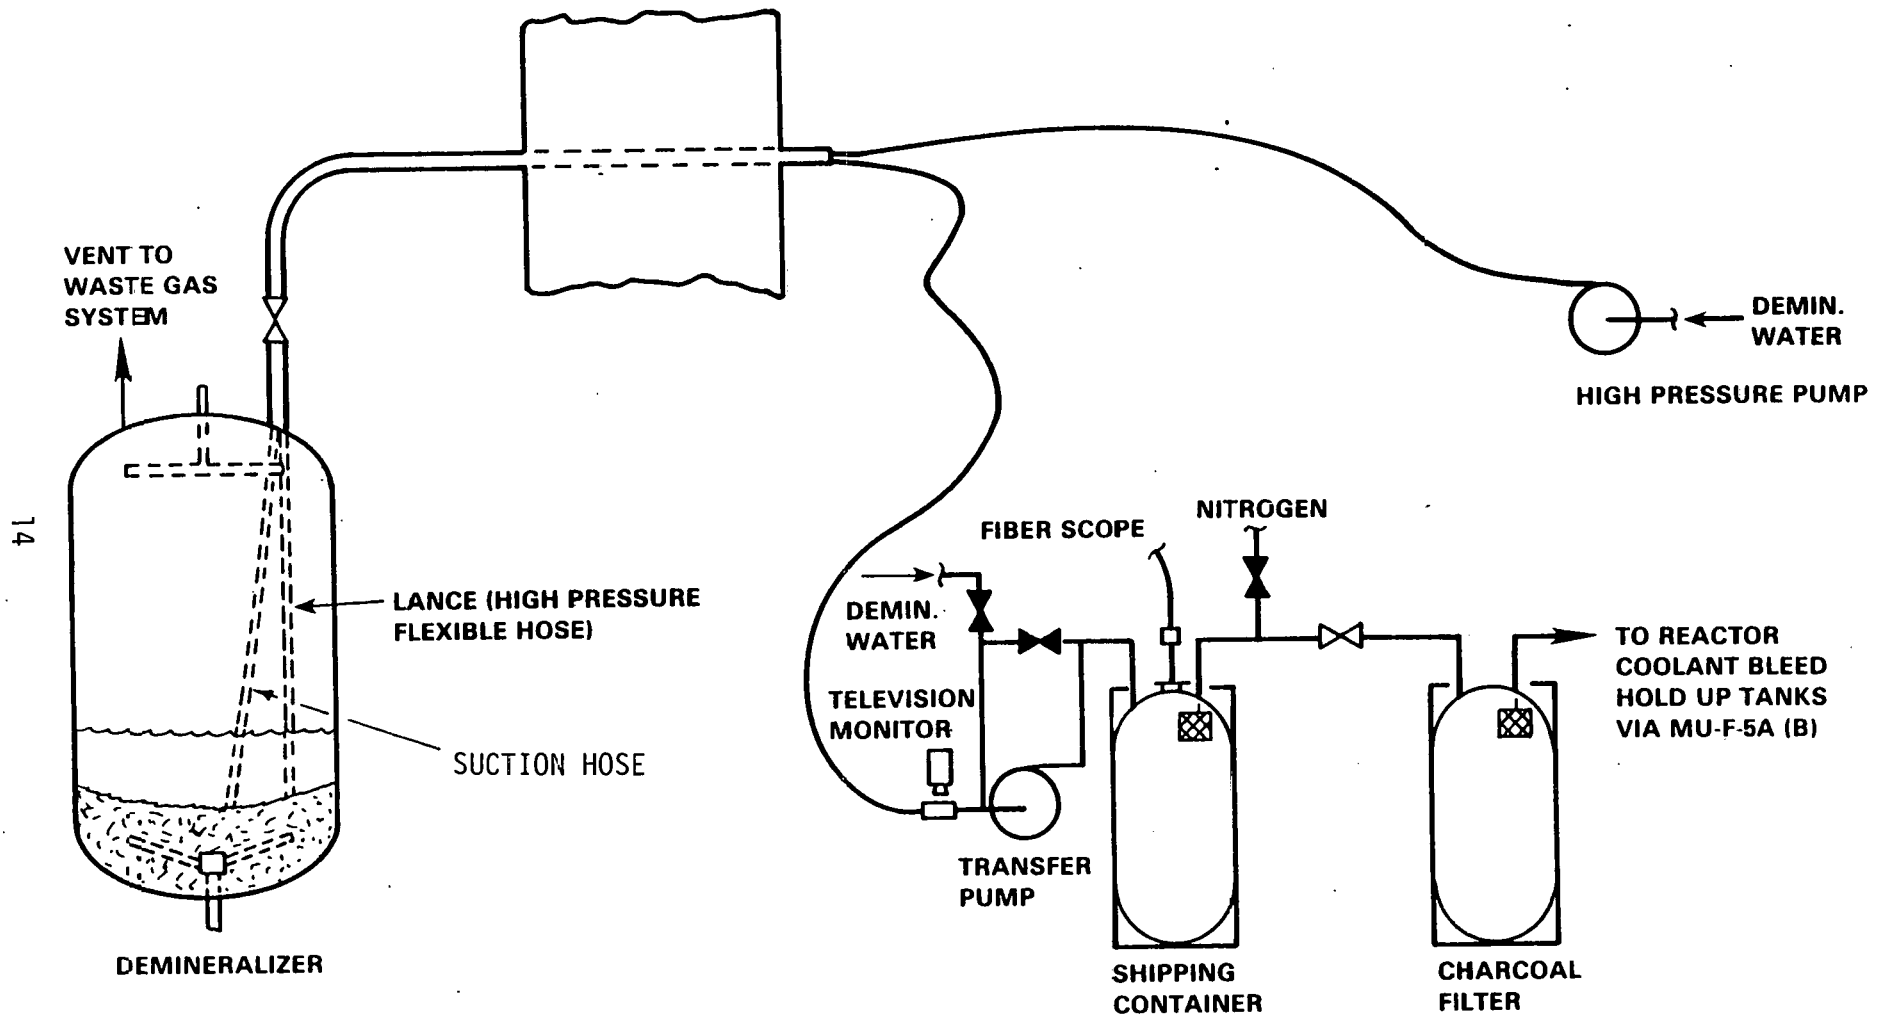 VENT TO
WASTE GAS
SYSTEM
DEMIN.
WATER
HIGH PRESSURE PUMP
NITROGEN
FIBER SCOPE
14
LANCE (HIGH PRESSURE
FLEXIBLE HOSE)
DEMIN.
WATER
TO REACTOR
COOLANT BLEED
HOLD UP TANKS
VIA MU-F-5A (B)
TELEVISION
MONITOR
SUCTION HOSE
TRANSFER
PUMP
DEMINERALIZER
SHIPPING
CONTAINER
CHARCOAL
FILTER